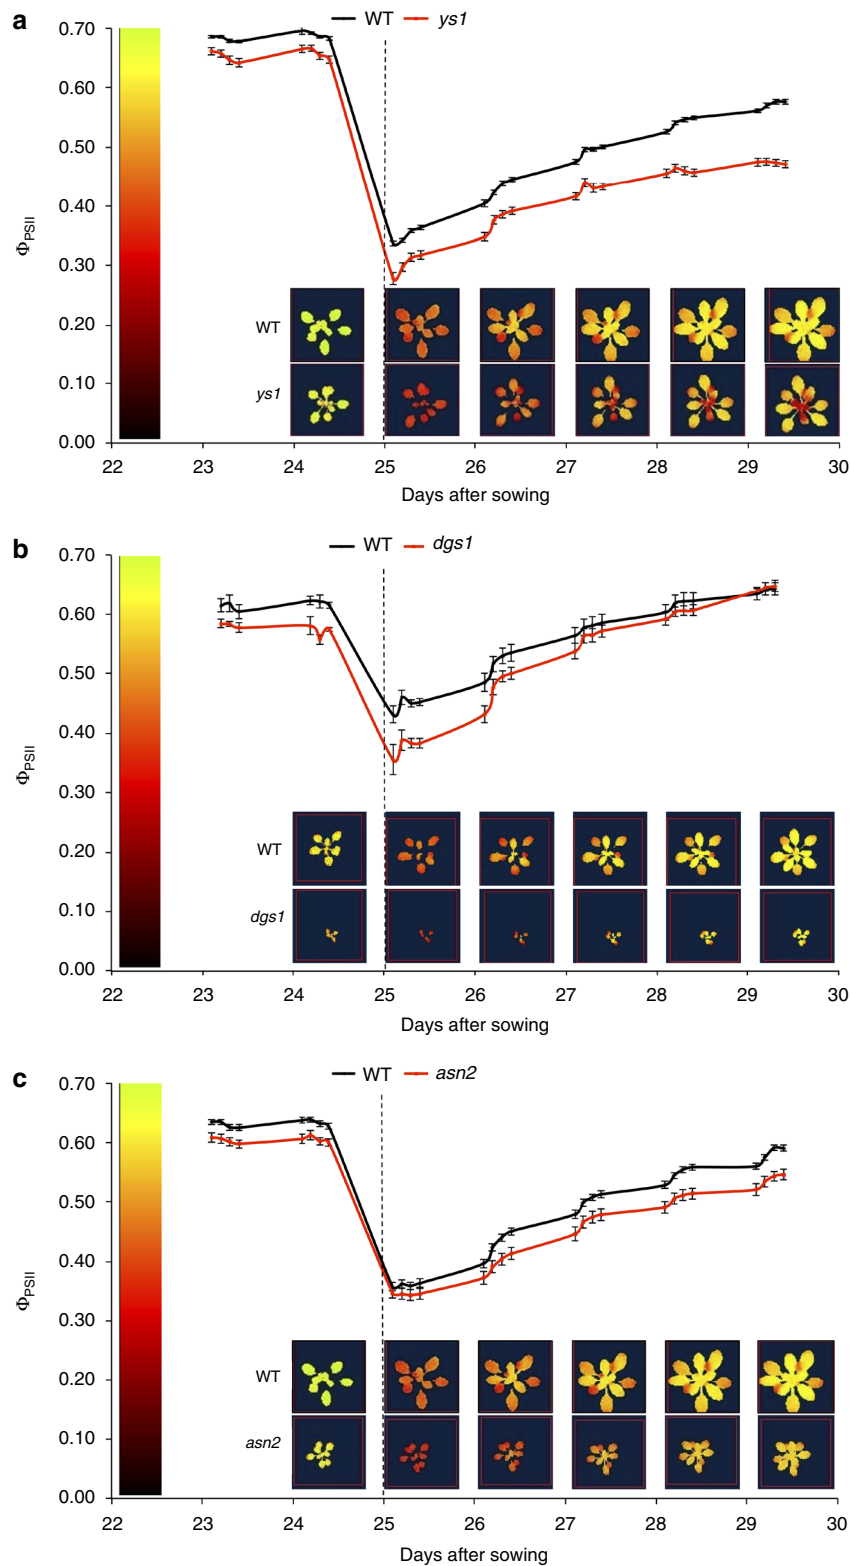 a
WT ys1
0.70
0.60
0.50
0.40
0.30
0.20
0.10
0.00
ΦPSII
WT
ys1
22 23 24 25 26 27 28 29 30
Days after sowing
b
WT dgs1
0.70
0.60
0.50
0.40
0.30
0.20
0.10
0.00
ΦPSII
WT
dgs1
22 23 24 25 26 27 28 29 30
Days after sowing
c
WT asn2
0.70
0.60
0.50
0.40
0.30
0.20
0.10
0.00
ΦPSII
WT
asn2
22 23 24 25 26 27 28 29 30
Days after sowing